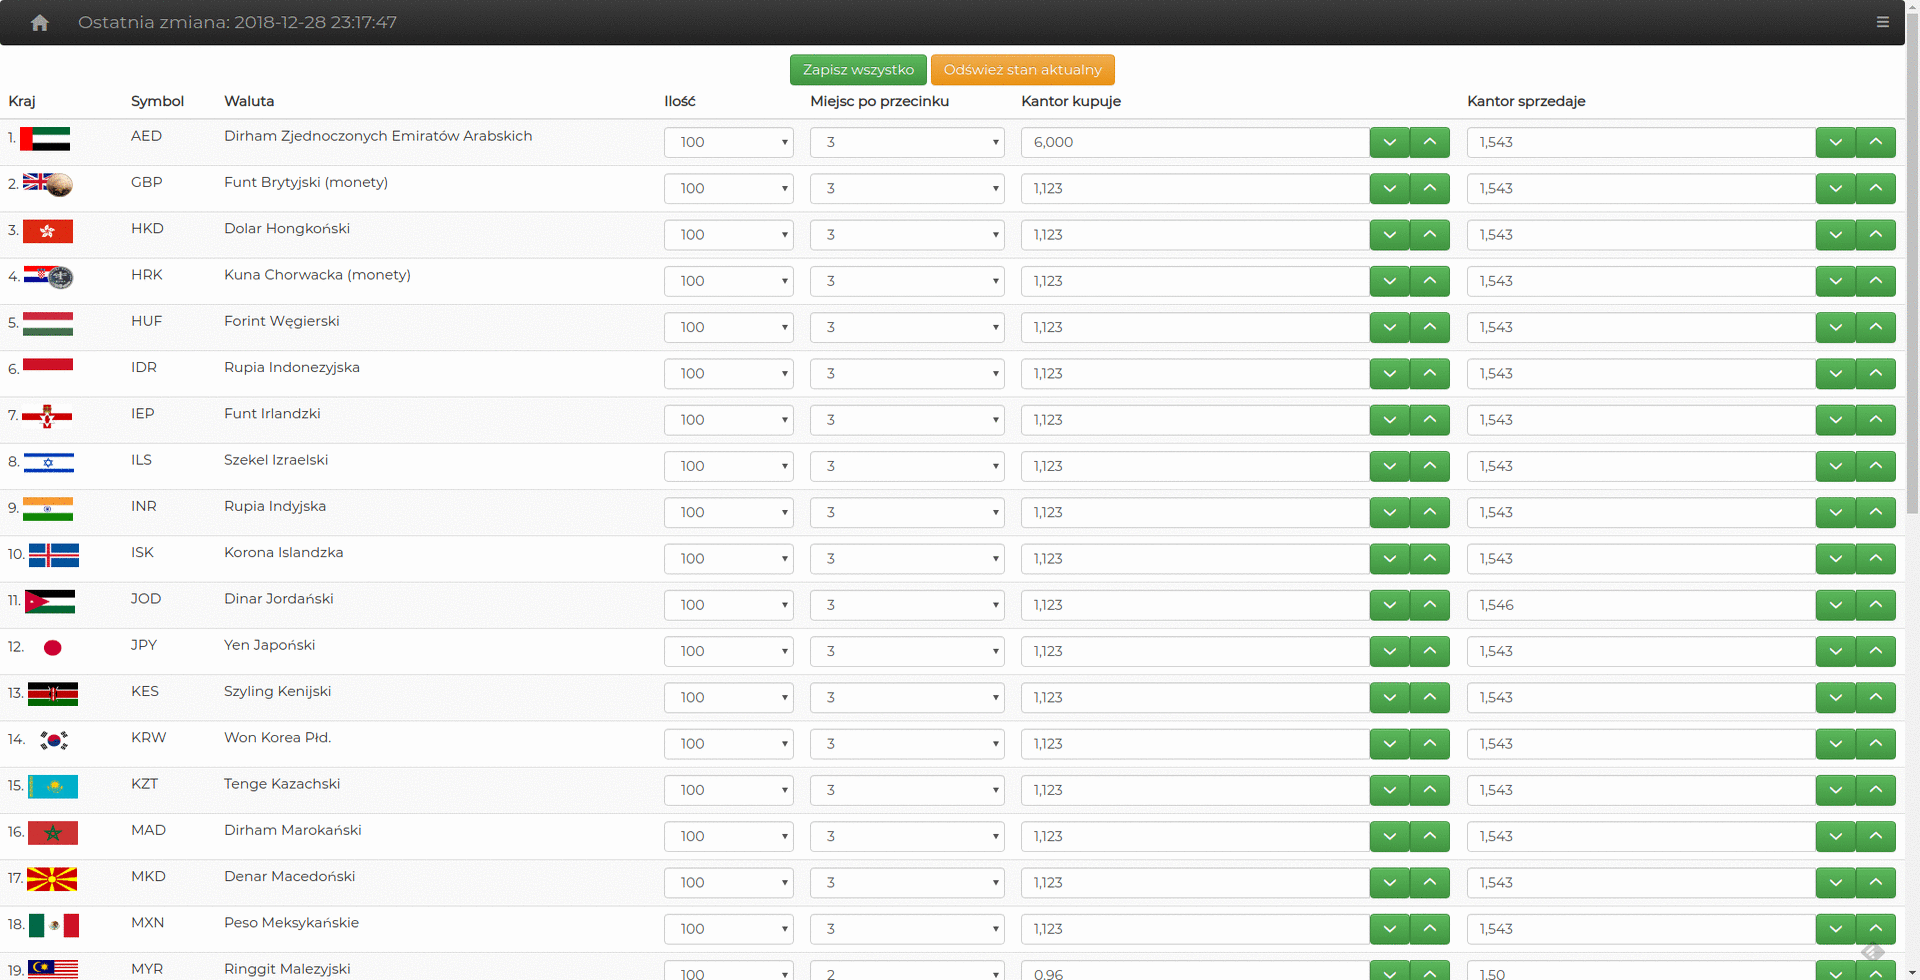 Ostatnia zmiana: 2018-12-28 23:17:47
Zapisz wszystko Odśwież stan aktualny
Kraj Symbol Waluta Ilość Miejsc po przecinku Kantor kupuje Kantor sprzedaje
1. AED Dirham Zjednoczonych Emiratów Arabskich 100 3 6,000 1,543
2. GBP Funt Brytyjski (monety) 100 3 1,123 1,543
3. HKD Dolar Hongkoński 100 3 1,123 1,543
4. HRK Kuna Chorwacka (monety) 100 3 1,123 1,543
5. HUF Forint Węgierski 100 3 1,123 1,543
6. IDR Rupia Indonezyjska 100 3 1,123 1,543
7. IEP Funt Irlandzki 100 3 1,123 1,543
8. ILS Szekel Izraelski 100 3 1,123 1,543
9. INR Rupia Indyjska 100 3 1,123 1,543
10. ISK Korona Islandzka 100 3 1,123 1,543
11. JOD Dinar Jordański 100 3 1,123 1,546
12. JPY Yen Japoński 100 3 1,123 1,543
13. KES Szyling Kenijski 100 3 1,123 1,543
14. KRW Won Korea Płd. 100 3 1,123 1,543
15. KZT Tenge Kazachski 100 3 1,123 1,543
16. MAD Dirham Marokański 100 3 1,123 1,543
17. MKD Denar Macedoński 100 3 1,123 1,543
18. MXN Peso Meksykańskie 100 3 1,123 1,543
19. MYR Ringgit Malezyjski 100 2 0,96 1,50